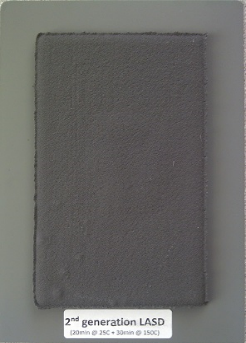 2nd generation LASD
(20min @ 25C + 30min @ 150C)